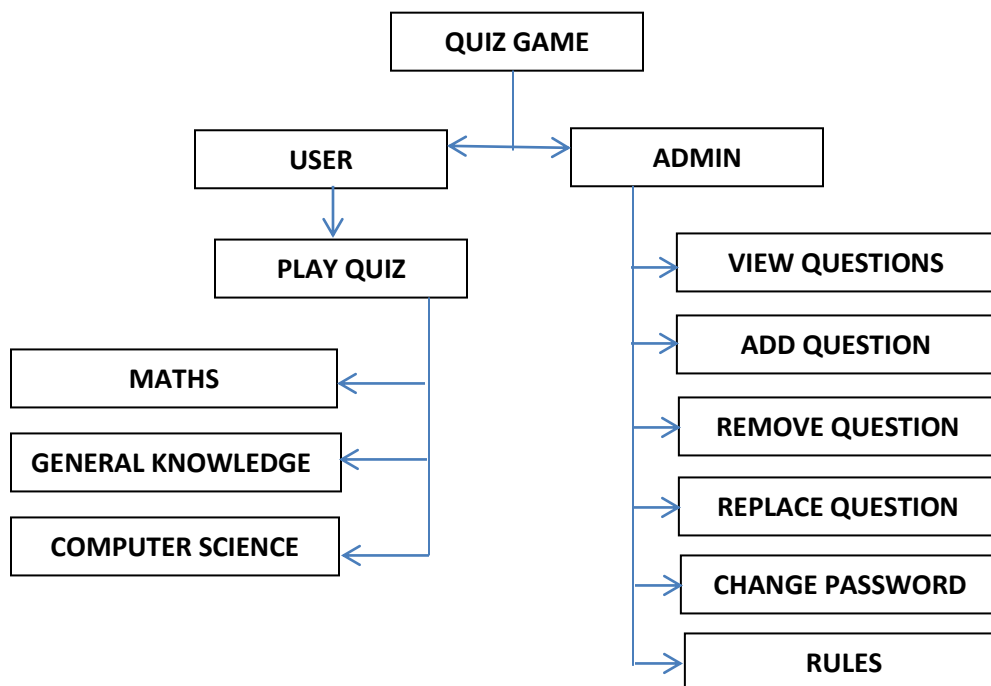 QUIZ GAME
USER
ADMIN
PLAY QUIZ
VIEW QUESTIONS
ADD QUESTION
MATHS
REMOVE QUESTION
GENERAL KNOWLEDGE
REPLACE QUESTION
COMPUTER SCIENCE
CHANGE PASSWORD
RULES